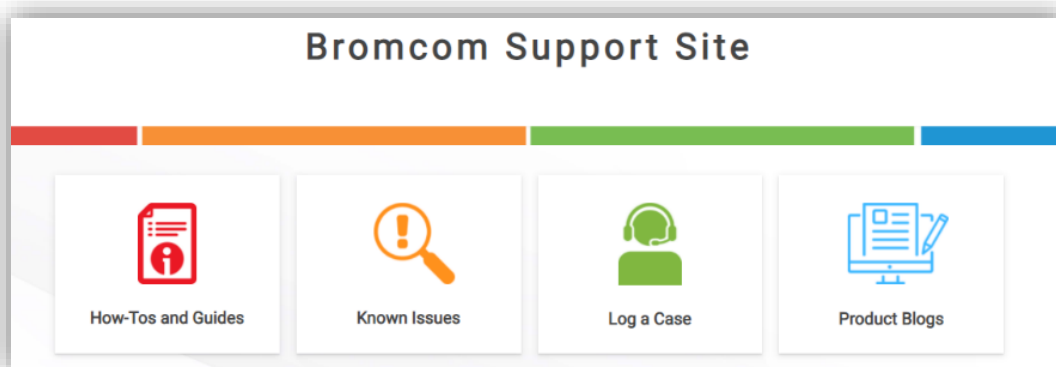 Bromcom Support Site
How-Tos and Guides
Known Issues
Log a Case
Product Blogs